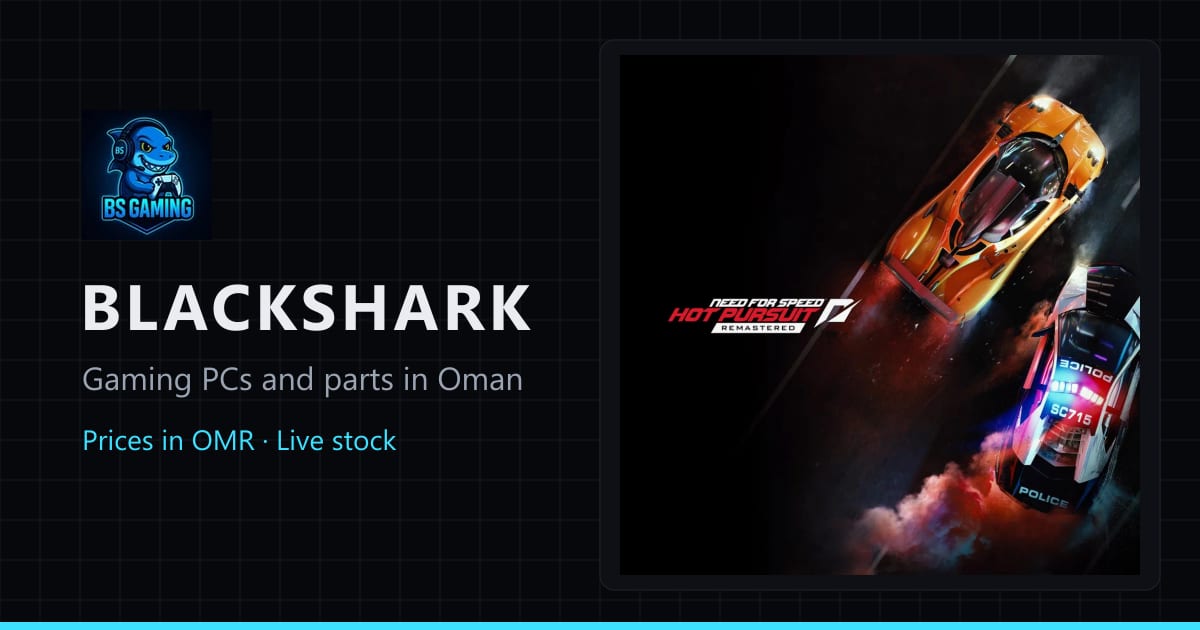 BS
BS GAMING
BLACKSHARK
Gaming PCs and parts in Oman
Prices in OMR · Live stock
NEED FOR SPEED
HOT PURSUIT
REMASTERED
POLICE
SC715
POLICE